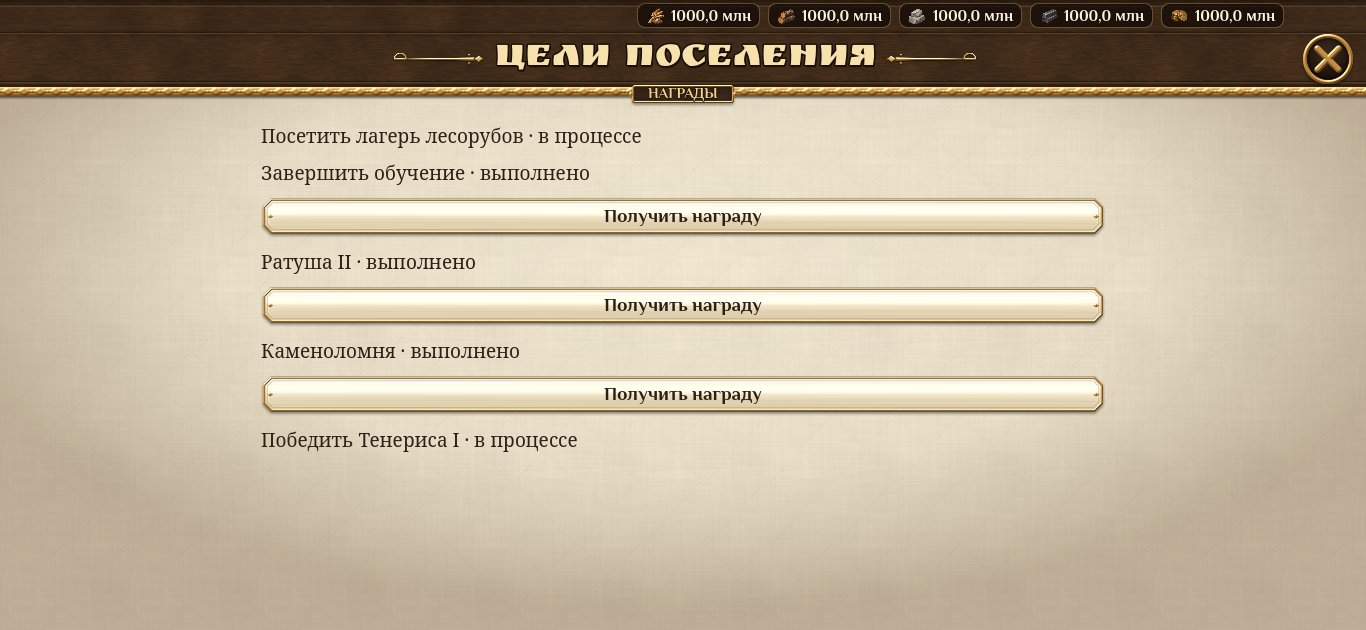 1000,0 млн 1000,0 млн 1000,0 млн 1000,0 млн 1000,0 млн
ЦЕЛИ ПОСЕЛЕНИЯ
НАГРАДЫ
Посетить лагерь лесорубов · в процессе
Завершить обучение · выполнено
Получить награду
Ратуша II · выполнено
Получить награду
Каменоломня · выполнено
Получить награду
Победить Тенериса I · в процессе